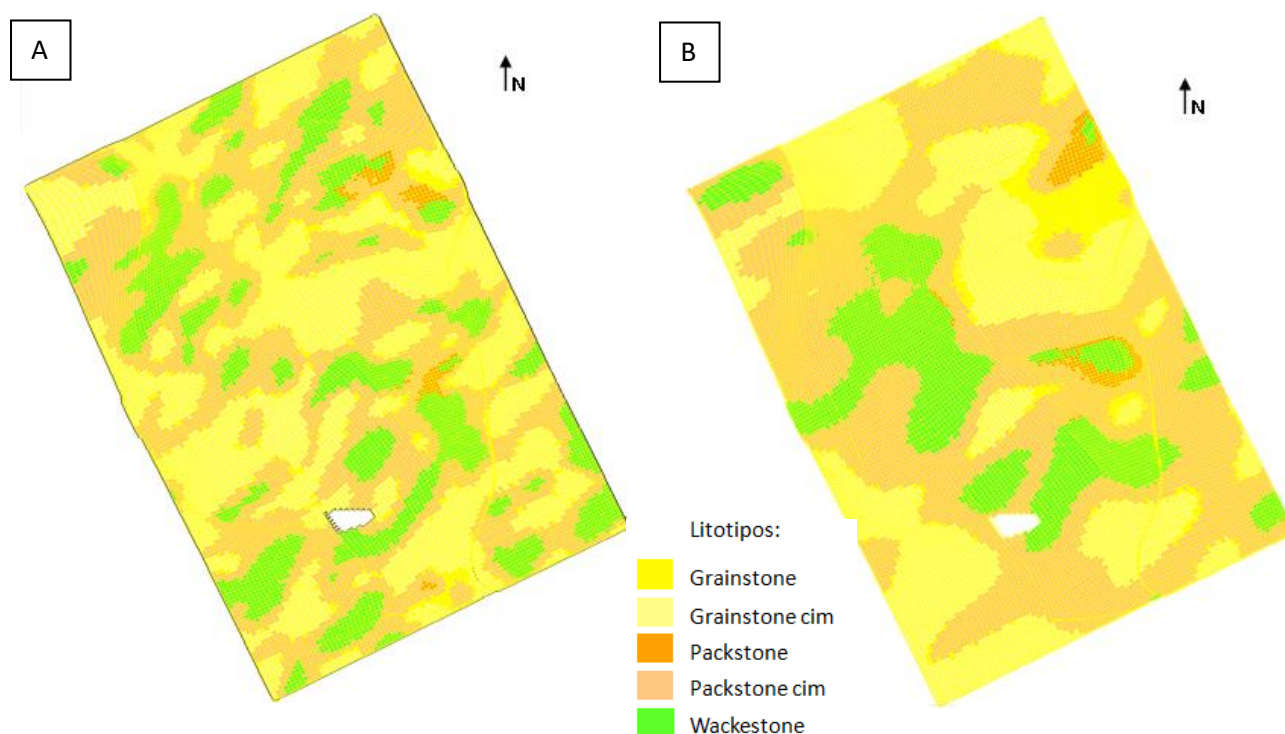 A
N
B
N
Litotipos:
Grainstone
Grainstone cim
Packstone
Packstone cim
Wackestone